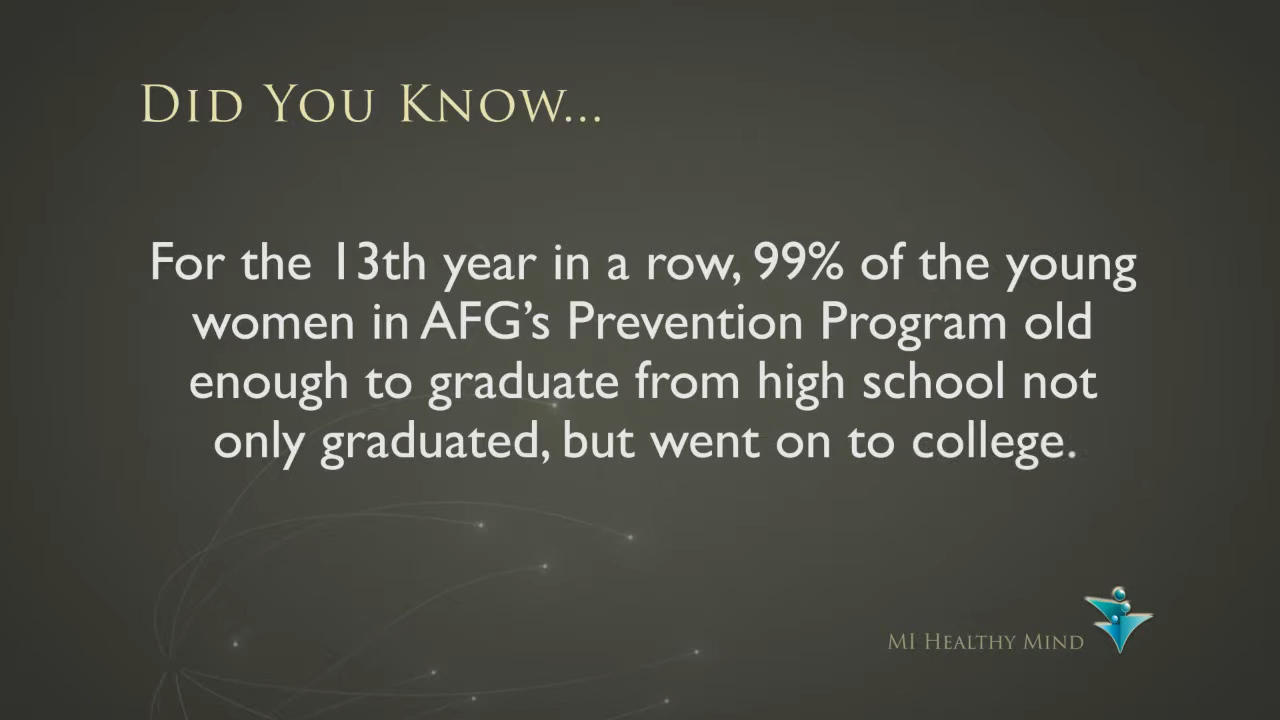 Did You Know...
For the 13th year in a row, 99% of the young
women in AFG’s Prevention Program old
enough to graduate from high school not
only graduated, but went on to college.
MI Healthy Mind